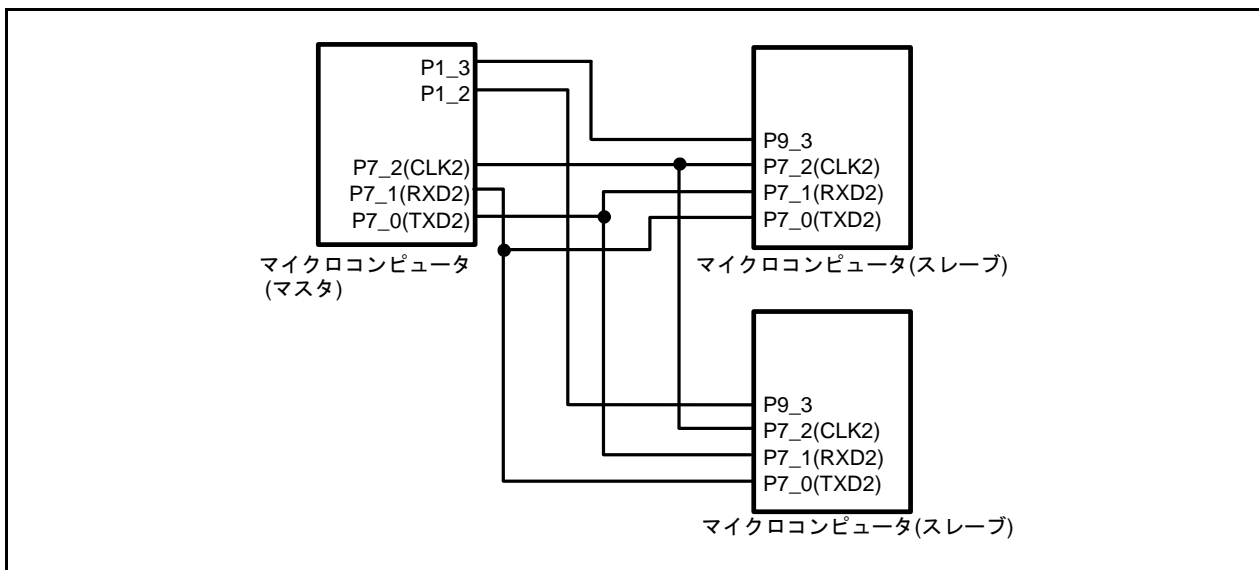 P1_3
P1_2
P7_2(CLK2)
P7_1(RXD2)
P7_0(TXD2)
マイクロコンピュータ
(マスタ)
P9_3
P7_2(CLK2)
P7_1(RXD2)
P7_0(TXD2)
マイクロコンピュータ(スレーブ)
P9_3
P7_2(CLK2)
P7_1(RXD2)
P7_0(TXD2)
マイクロコンピュータ(スレーブ)